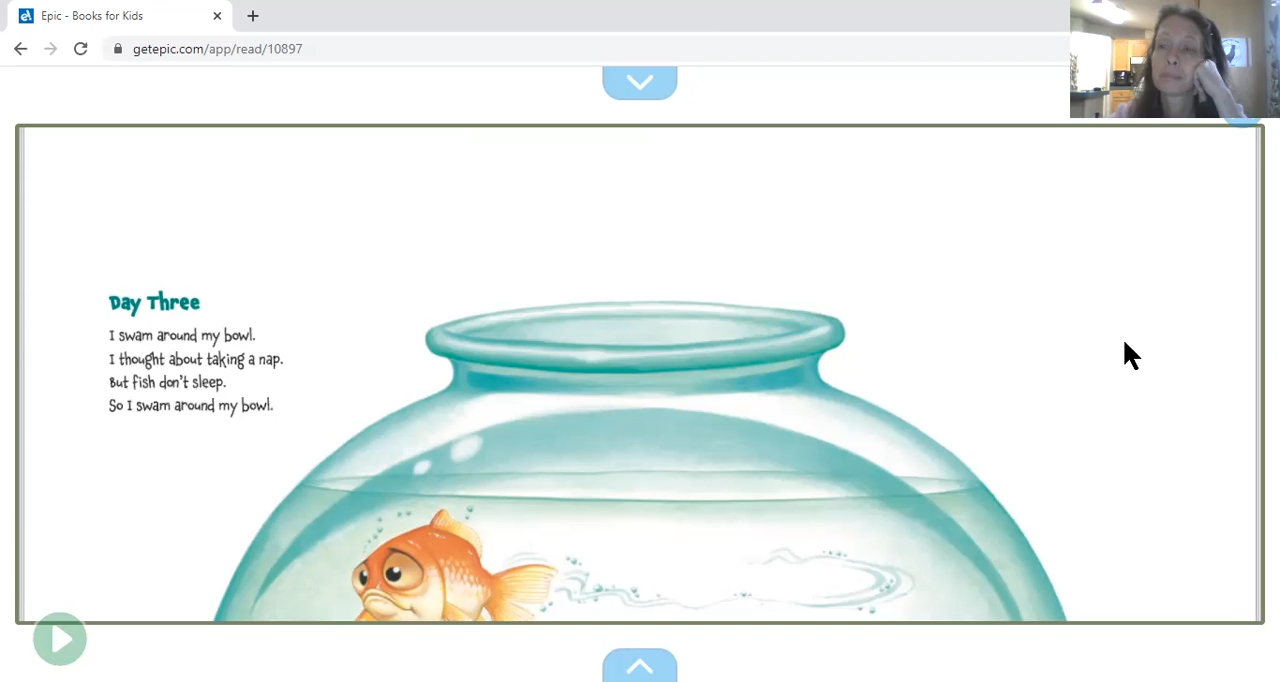 Epic - Books for Kids
getepic.com/app/read/10897
Day Three
I swam around my bowl.
I thought about taking a nap.
But fish don't sleep.
So I swam around my bowl.